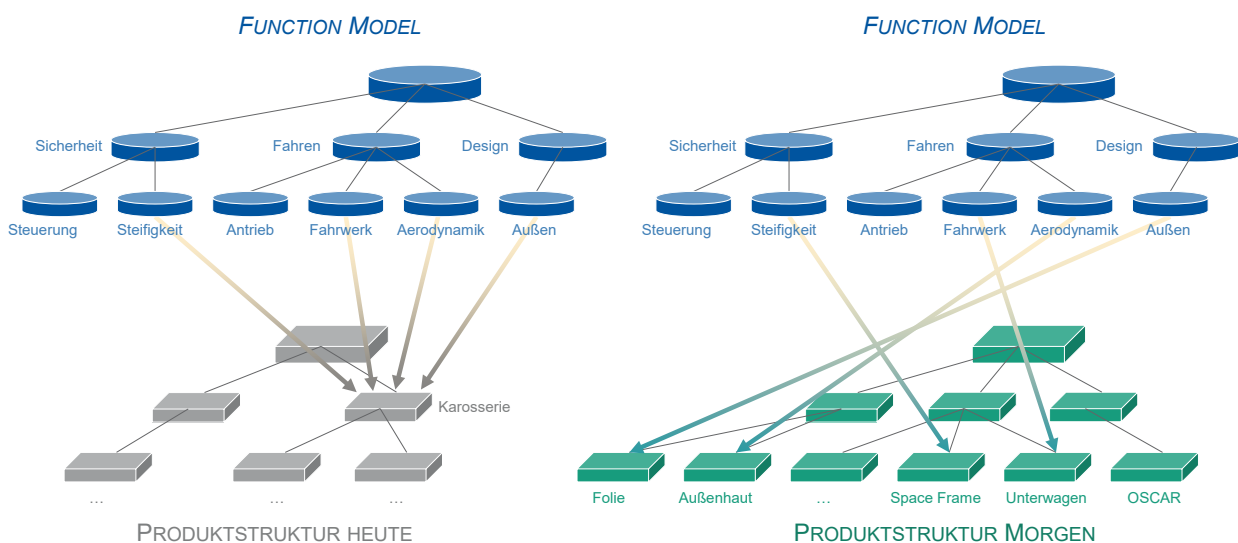 FUNCTION MODEL
Sicherheit
Fahren
Design
Steuerung
Steifigkeit
Antrieb
Fahrwerk
Aerodynamik
Außen
Karosserie
…
…
…
PRODUKTSTRUKTUR HEUTE
FUNCTION MODEL
Sicherheit
Fahren
Design
Steuerung
Steifigkeit
Antrieb
Fahrwerk
Aerodynamik
Außen
Folie
Außenhaut
…
Space Frame
Unterwagen
OSCAR
PRODUKTSTRUKTUR MORGEN